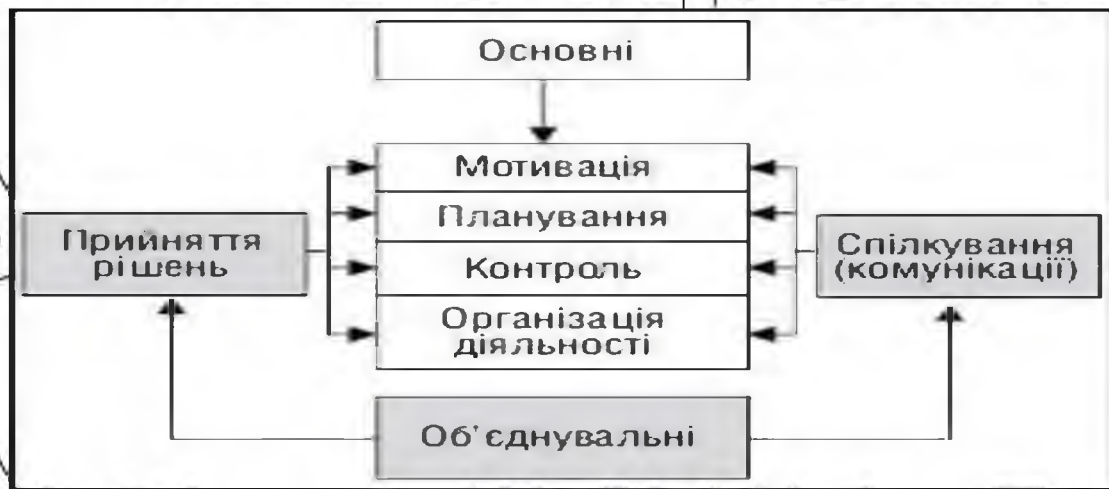 Основні
Мотивація
Планування
Прийняття
рішень
Контроль
Спілкування
(комунікації)
Організація
діяльності
Об'єднувальні